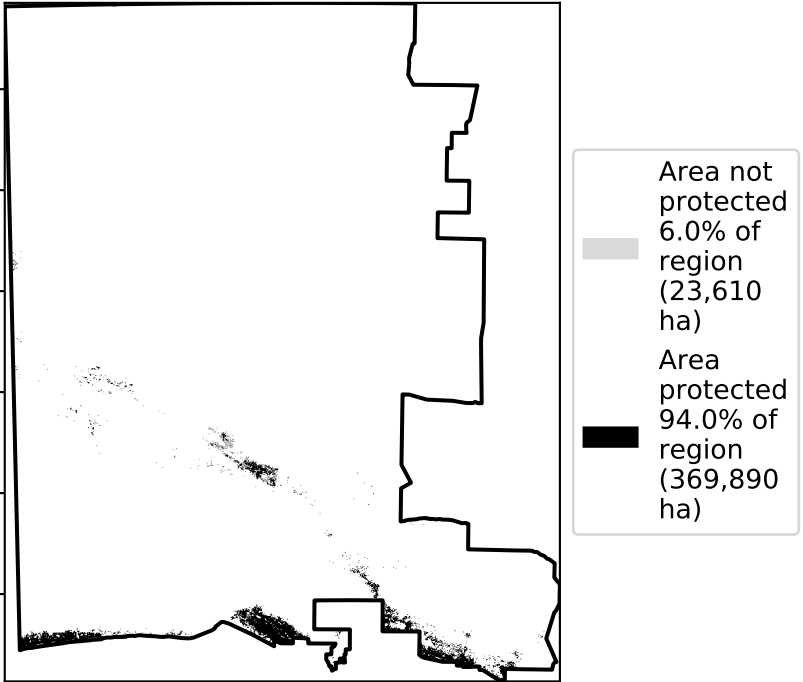 Area not
protected
6.0% of
region
(23,610
ha)
Area
protected
94.0% of
region
(369,890
ha)